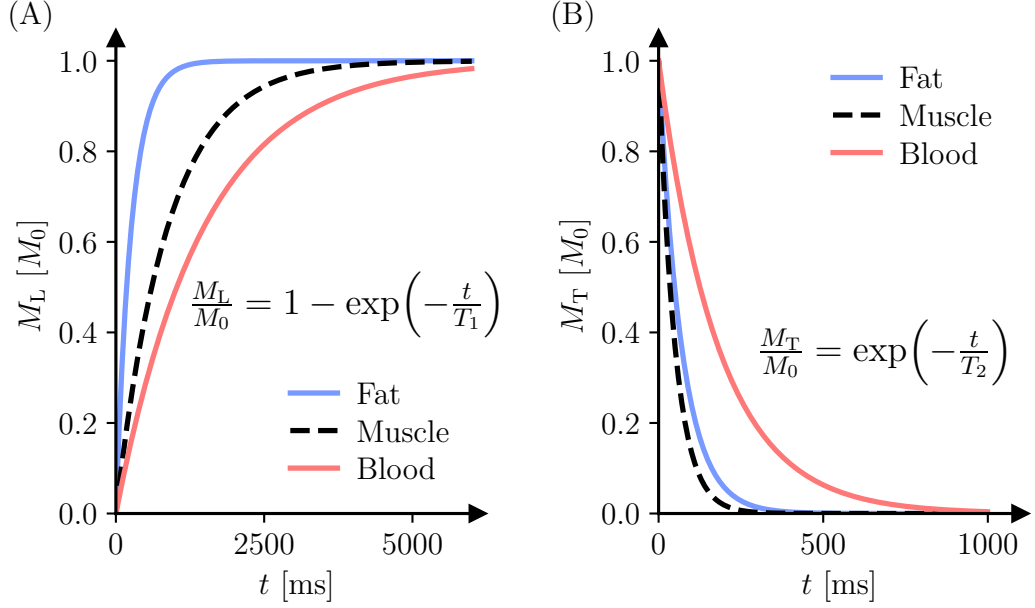 (A)
M_L [M_0]
1.0
0.8
0.6
0.4
0.2
0.0
M_L/M_0 = 1 − exp(−t/T_1)
Fat
Muscle
Blood
0 2500 5000
t [ms]
(B)
M_T [M_0]
1.0
0.8
0.6
0.4
0.2
0.0
Fat
Muscle
Blood
M_T/M_0 = exp(−t/T_2)
0 500 1000
t [ms]